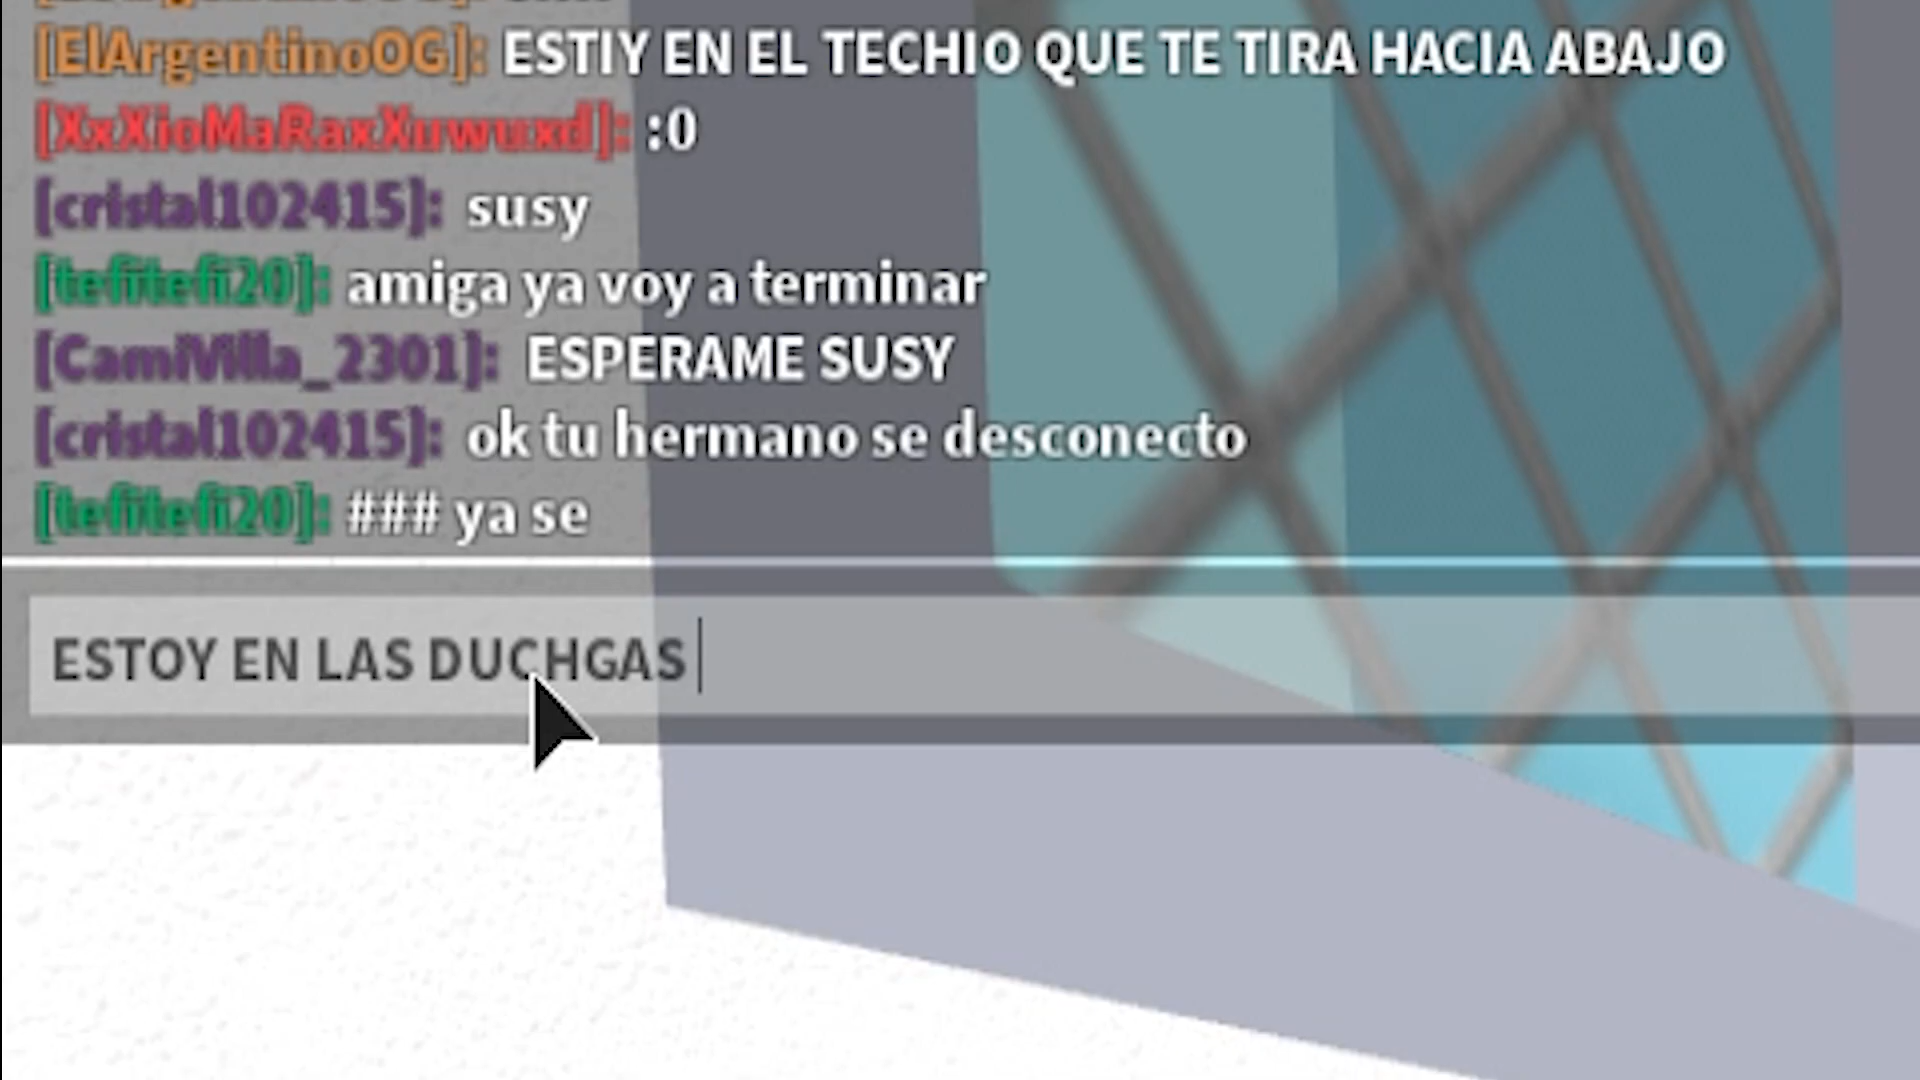 [ElArgentinoOG]: ESTIY EN EL TECHIO QUE TE TIRA HACIA ABAJO
[XxXioMaRaxXuwuxd]: :0
[cristal102415]: susy
[tefitefi20]: amiga ya voy a terminar
[CamiVilla_2301]: ESPERAME SUSY
[cristal102415]: ok tu hermano se desconecto
[tefitefi20]: ### ya se
ESTOY EN LAS DUCHGAS